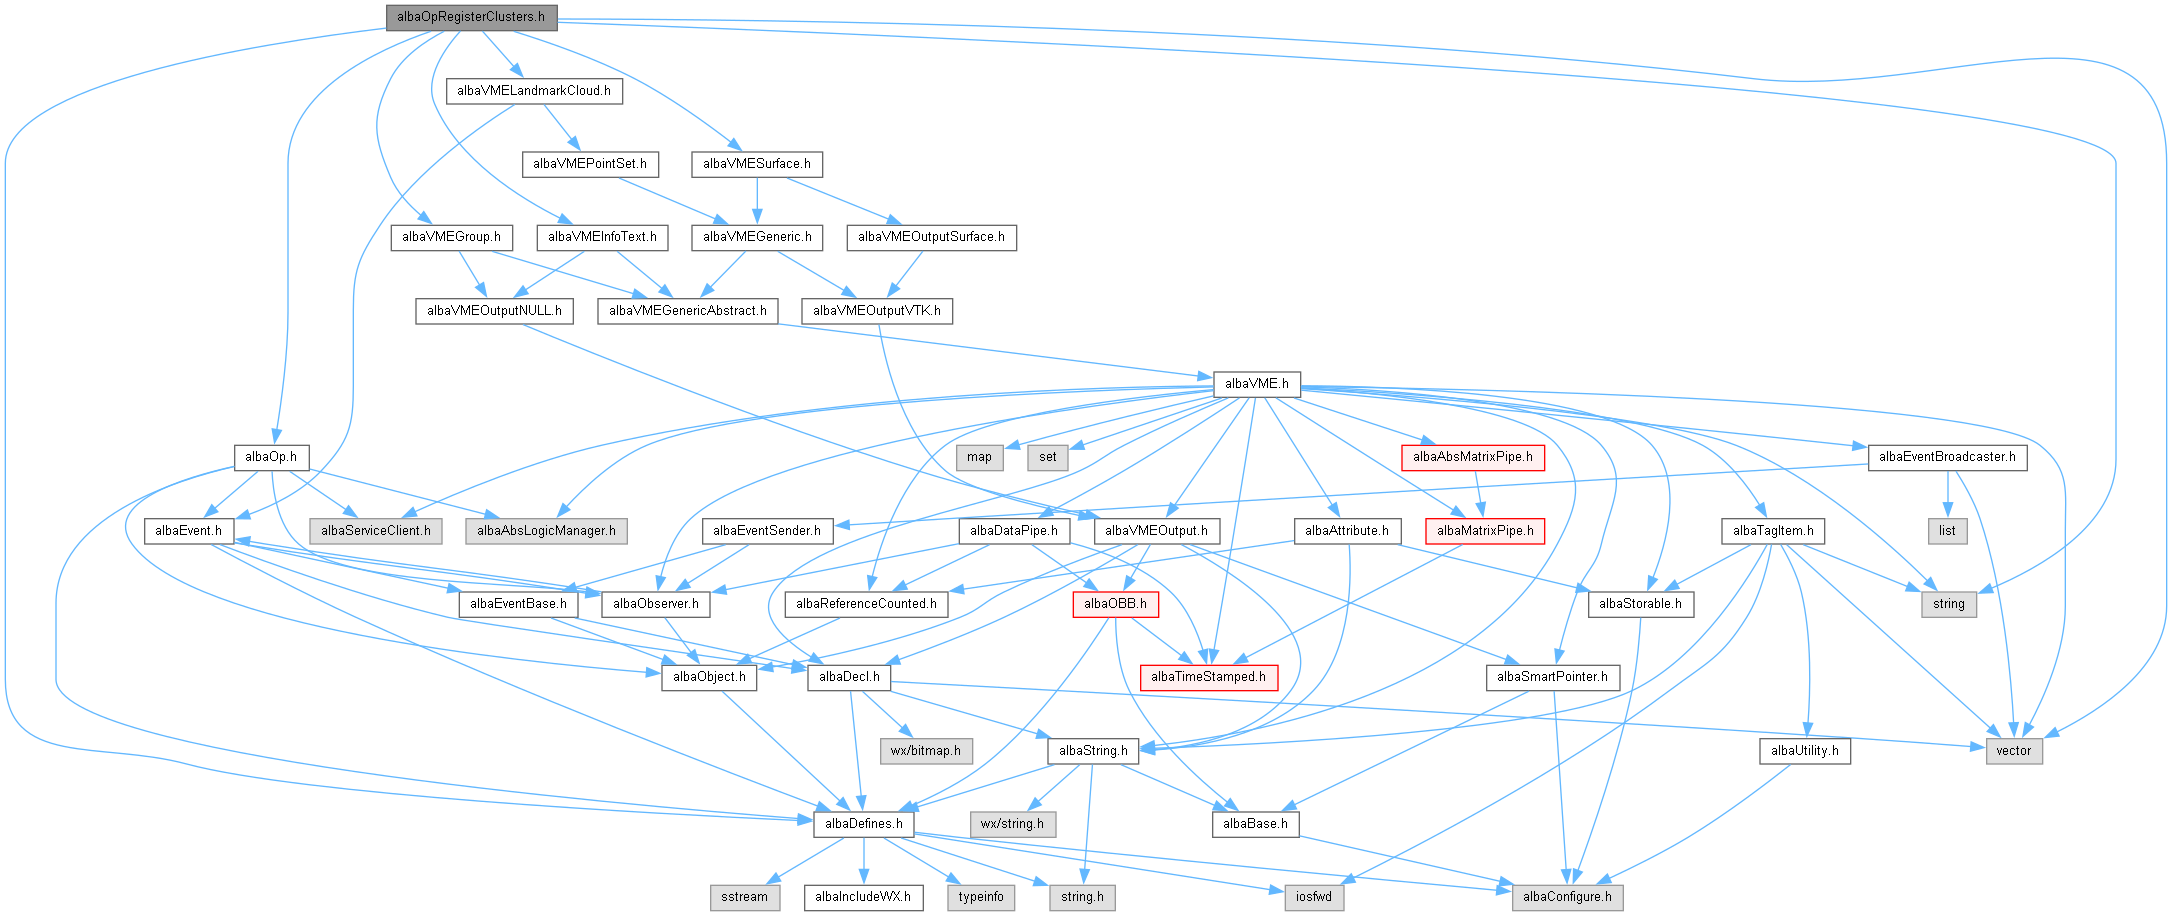 albaOpRegisterClusters.h
albaVMELandmarkCloud.h
albaVMEPointSet.h
albaVMESurface.h
albaVMEGroup.h
albaVMEInfoText.h
albaVMEGeneric.h
albaVMEOutputSurface.h
albaVMEOutputNULL.h
albaVMEGenericAbstract.h
albaVMEOutputVTK.h
albaVME.h
albaOp.h
map
set
albaAbsMatrixPipe.h
albaEventBroadcaster.h
albaEvent.h
albaServiceClient.h
albaAbsLogicManager.h
albaEventSender.h
albaDataPipe.h
albaVMEOutput.h
albaAttribute.h
albaMatrixPipe.h
albaTagItem.h
list
albaEventBase.h
albaObserver.h
albaReferenceCounted.h
albaOBB.h
albaStorable.h
string
albaObject.h
albaDecl.h
albaTimeStamped.h
albaSmartPointer.h
wx/bitmap.h
albaString.h
albaUtility.h
vector
albaDefines.h
wx/string.h
albaBase.h
sstream
albaIncludeWX.h
typeinfo
string.h
iosfwd
albaConfigure.h